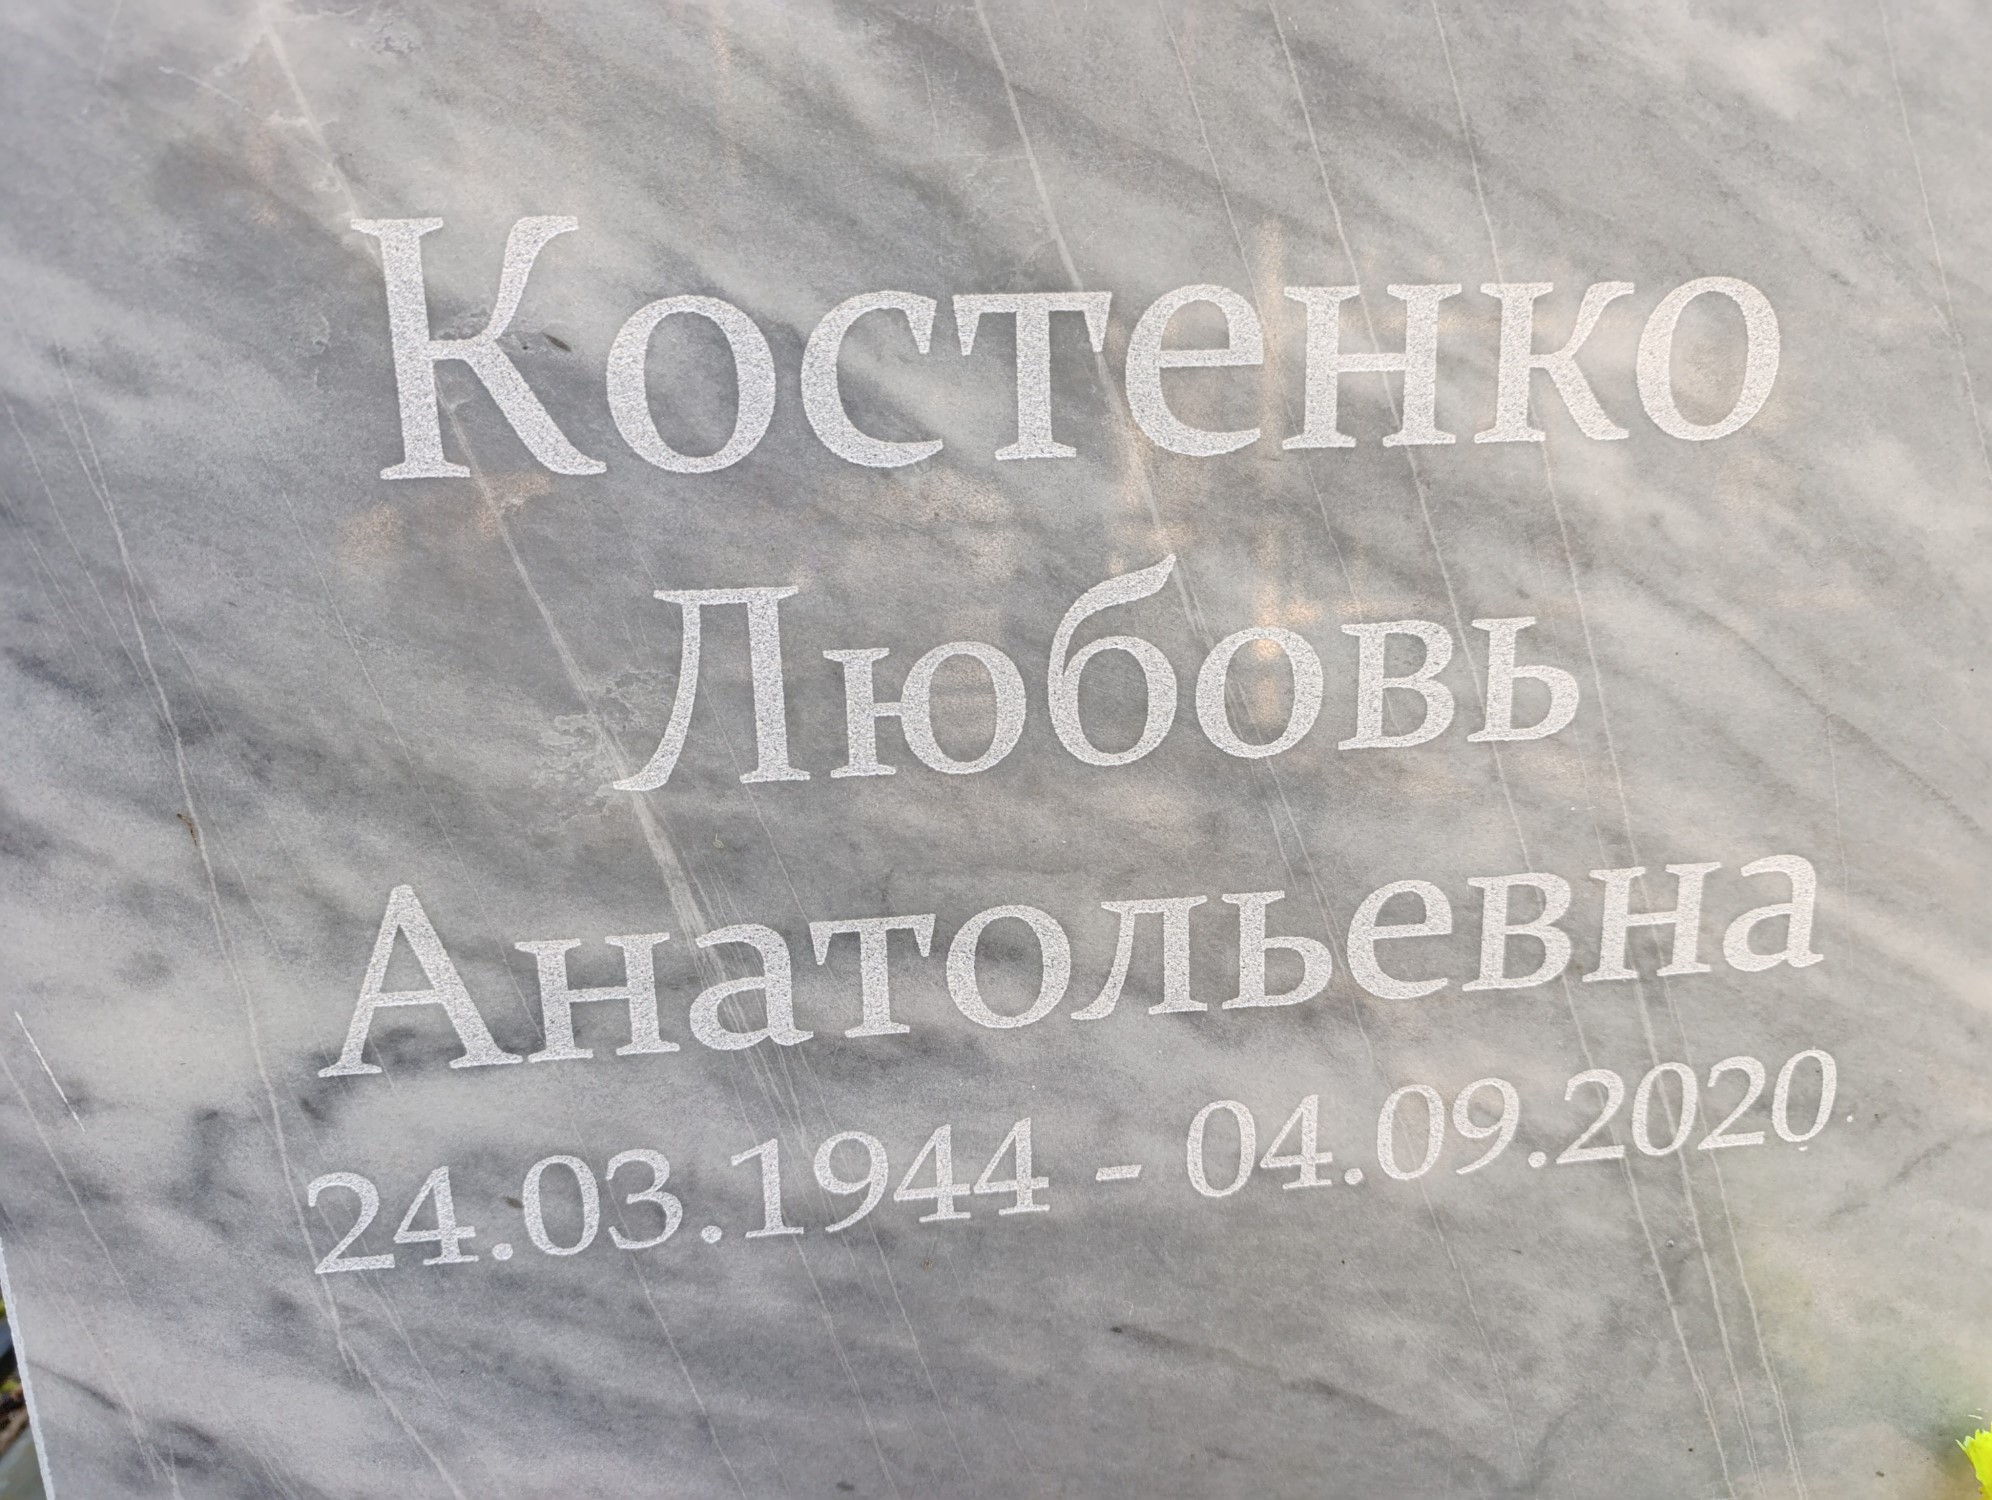 Костенко
Любовь
Анатольевна
24.03.1944 - 04.09.2020